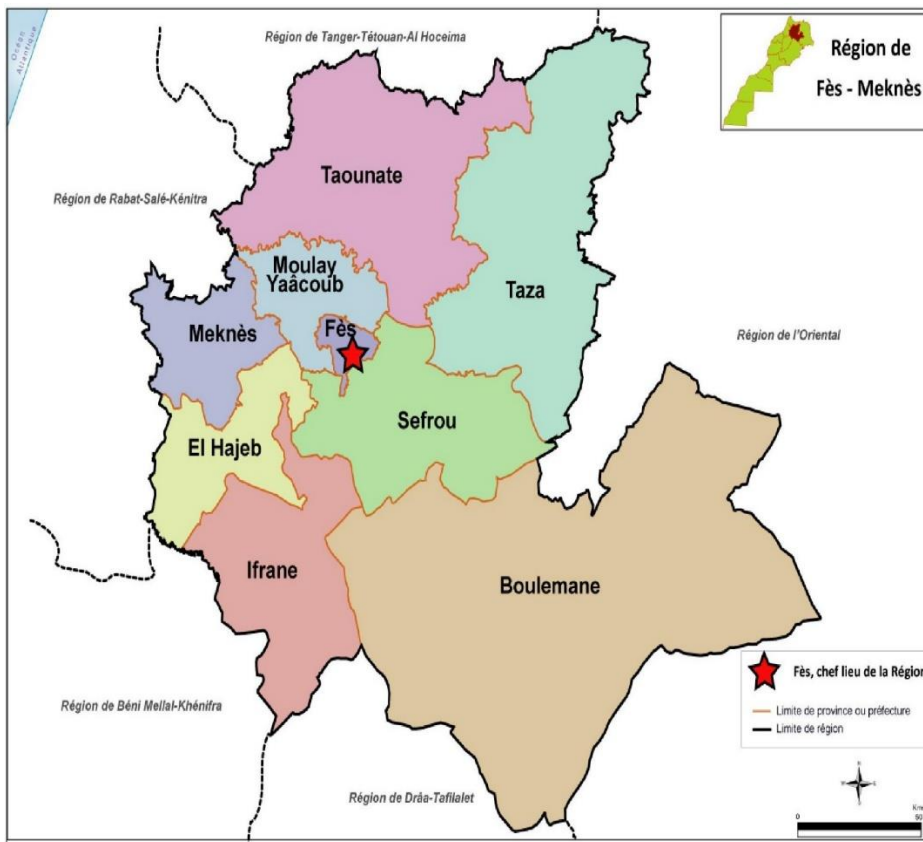 Océan
Atlantique
Région de Tanger-Tétouan-Al Hoceima
Région de
Fès - Meknès
Taounate
Région de Rabat-Salé-Kénitra
Moulay
Yaâcoub
Taza
Fès
Meknès
Région de l'Oriental
Sefrou
El Hajeb
Ifrane
Boulemane
Fès, chef lieu de la Région
Limite de province ou préfecture
Limite de région
Région de Béni Mellal-Khénifra
Région de Drâa-Tafilalet